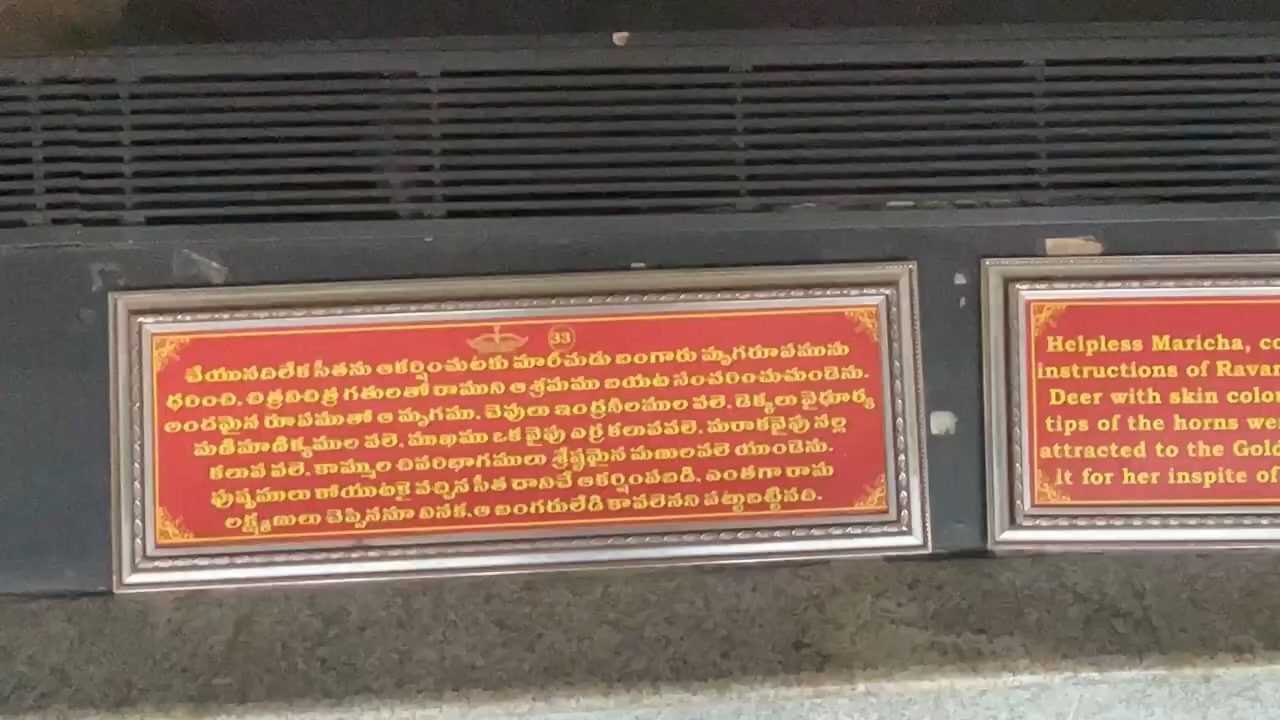 33
చేయునదిలేక సీతను ఆకర్షించుటకు మారీచుడు బంగారు మృగరూపమును
ధరించి. చిత్రవిచిత్ర గతులతో రాముని ఆశ్రమము బయట సంచరించుచుండెను.
అందమైన రూపముతో ఆ మృగము. చెవులు ఇంద్రనీలముల వలె. డెక్కలు వైఢూర్య
మడిమాణిక్యముల వలె. ముఖము ఒకవైపు ఎర్రకలువవలె. మరొకవైపు నల్ల
కలువ వలె. కొమ్ముల చివరిభాగములు శ్రేష్ఠమైన మణులవలె యుండెను.
పుష్పములు కోయుటకై వచ్చిన సీత దానిచే ఆకర్షింపబడి. ఎంతగా రామ
లక్ష్మణులు చెప్పిననూ వినక. ఆ బంగరులేడి కావలెనని పట్టుబట్టినది.
Helpless Maricha, co
instructions of Ravan
Deer with skin colou
tips of the horns wer
attracted to the Gold
it for her inspite of